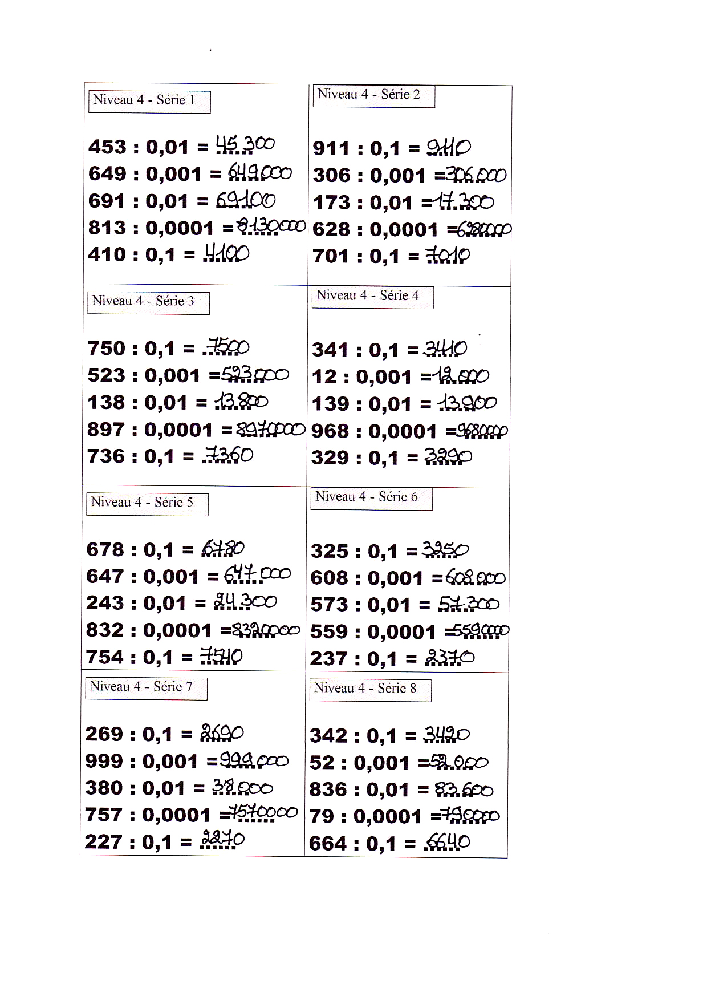 Niveau 4 - Série 1
453 : 0,01 = 45.300
649 : 0,001 = 649.000
691 : 0,01 = 69.100
813 : 0,0001 = 8.130000
410 : 0,1 = 4100
Niveau 4 - Série 2
911 : 0,1 = 9110
306 : 0,001 = 306.000
173 : 0,01 = 17.300
628 : 0,0001 = 6280000
701 : 0,1 = 7010
Niveau 4 - Série 3
750 : 0,1 = 7500
523 : 0,001 = 523.000
138 : 0,01 = 13.800
897 : 0,0001 = 8970000
736 : 0,1 = 7360
Niveau 4 - Série 4
341 : 0,1 = 3410
12 : 0,001 = 12.000
139 : 0,01 = 13.900
968 : 0,0001 = 9680000
329 : 0,1 = 3290
Niveau 4 - Série 5
678 : 0,1 = 6780
647 : 0,001 = 647.000
243 : 0,01 = 24.300
832 : 0,0001 = 8320000
754 : 0,1 = 7540
Niveau 4 - Série 6
325 : 0,1 = 3250
608 : 0,001 = 608.000
573 : 0,01 = 57.300
559 : 0,0001 = 5590000
237 : 0,1 = 2370
Niveau 4 - Série 7
269 : 0,1 = 2690
999 : 0,001 = 999.000
380 : 0,01 = 38.000
757 : 0,0001 = 7570000
227 : 0,1 = 2270
Niveau 4 - Série 8
342 : 0,1 = 3420
52 : 0,001 = 52.000
836 : 0,01 = 83.600
79 : 0,0001 = 790000
664 : 0,1 = 6640